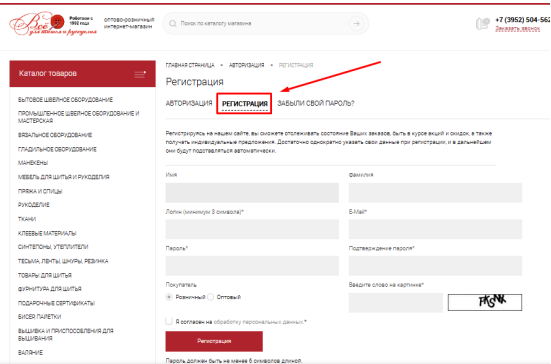 Всё для шитья и рукоделия
Работаем с 1992 года
оптово-розничный интернет-магазин
Поиск по каталогу магазина
+7 (3952) 504-562
Заказать звонок
Каталог товаров
ГЛАВНАЯ СТРАНИЦА • АВТОРИЗАЦИЯ • РЕГИСТРАЦИЯ
Регистрация
АВТОРИЗАЦИЯ РЕГИСТРАЦИЯ ЗАБЫЛИ СВОЙ ПАРОЛЬ?
БЫТОВОЕ ШВЕЙНОЕ ОБОРУДОВАНИЕ
ПРОМЫШЛЕННОЕ ШВЕЙНОЕ ОБОРУДОВАНИЕ И
МАСТЕРСКАЯ
ВЯЗАЛЬНОЕ ОБОРУДОВАНИЕ
ГЛАДИЛЬНОЕ ОБОРУДОВАНИЕ
МАНЕКЕНЫ
МЕБЕЛЬ ДЛЯ ШИТЬЯ И РУКОДЕЛИЯ
ПРЯЖА И СПИЦЫ
РУКОДЕЛИЕ
ТКАНИ
КЛЕЕВЫЕ МАТЕРИАЛЫ
СИНТЕПОНЫ, УТЕПЛИТЕЛИ
ТЕСЬМА, ЛЕНТЫ, ШНУРЫ, РЕЗИНКА
ТОВАРЫ ДЛЯ ШИТЬЯ
ФУРНИТУРА ДЛЯ ШИТЬЯ
ПОДАРОЧНЫЕ СЕРТИФИКАТЫ
БИСЕР ПАЙЕТКИ
ВЫШИВКА И ПРИСПОСОБЛЕНИЯ ДЛЯ
ВЫШИВАНИЯ
ВАЛЯНИЕ
Регистрируясь на нашем сайте, вы сможете отслеживать состояние Ваших заказов, быть в курсе акций и скидок, а также
получать индивидуальные предложения. Достаточно однократно указать свои данные при регистрации, и в дальнейшем
они будут подставляться автоматически.
Имя
Фамилия
Логин (минимум 3 символа)*
E-Mail*
Пароль*
Подтверждение пароля*
Покупатель
Розничный Оптовый
Введите слово на картинке*
Я согласен на обработку персональных данных.*
Регистрация
Пароль должен быть не менее 6 символов длиной.